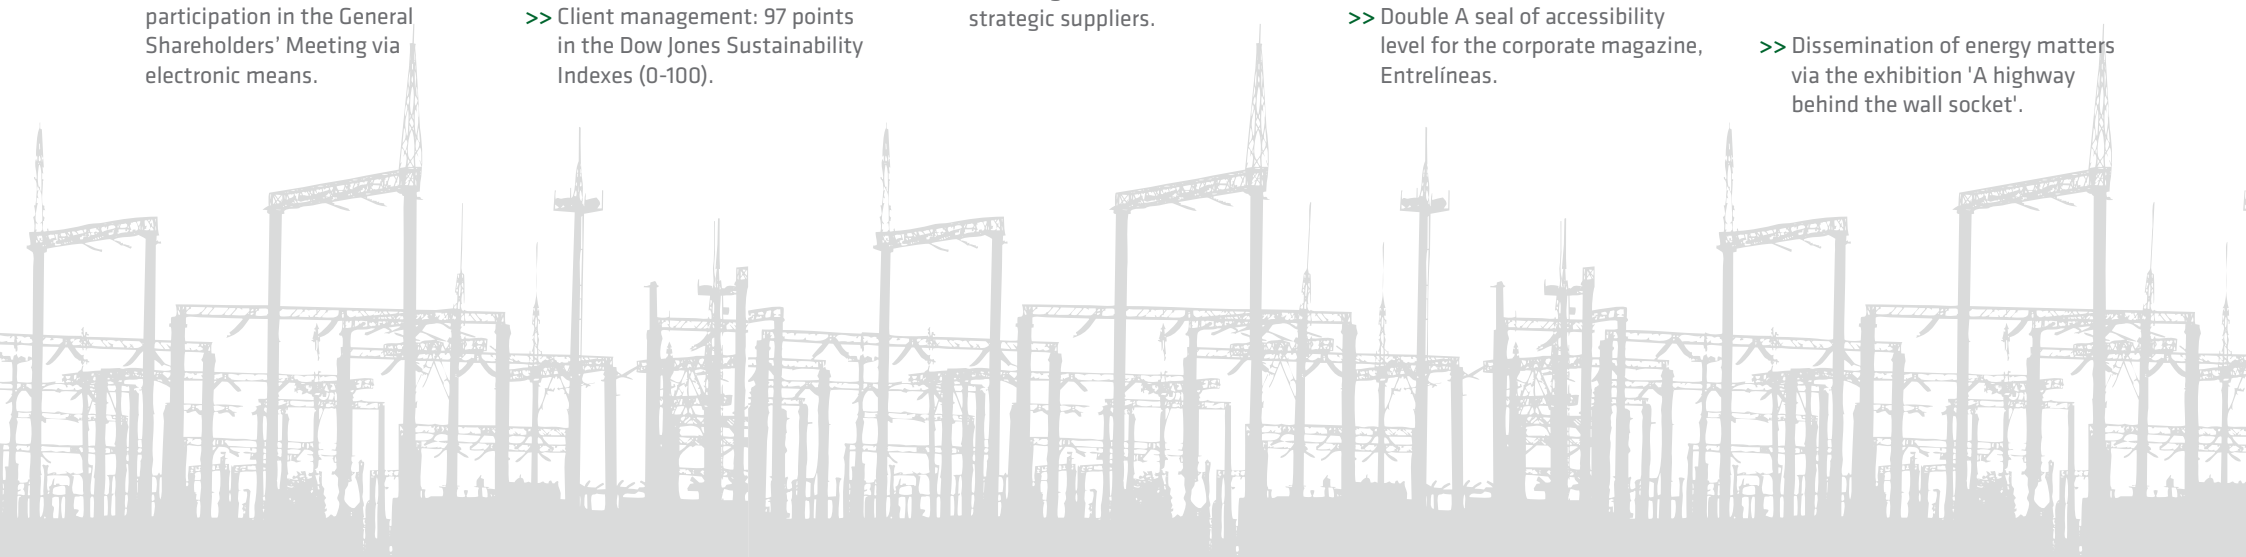 participation in the General
Shareholders’ Meeting via
electronic means.
>> Client management: 97 points
in the Dow Jones Sustainability
Indexes (0-100).
strategic suppliers.
>> Double A seal of accessibility
level for the corporate magazine,
Entrelíneas.
>> Dissemination of energy matters
via the exhibition 'A highway
behind the wall socket'.